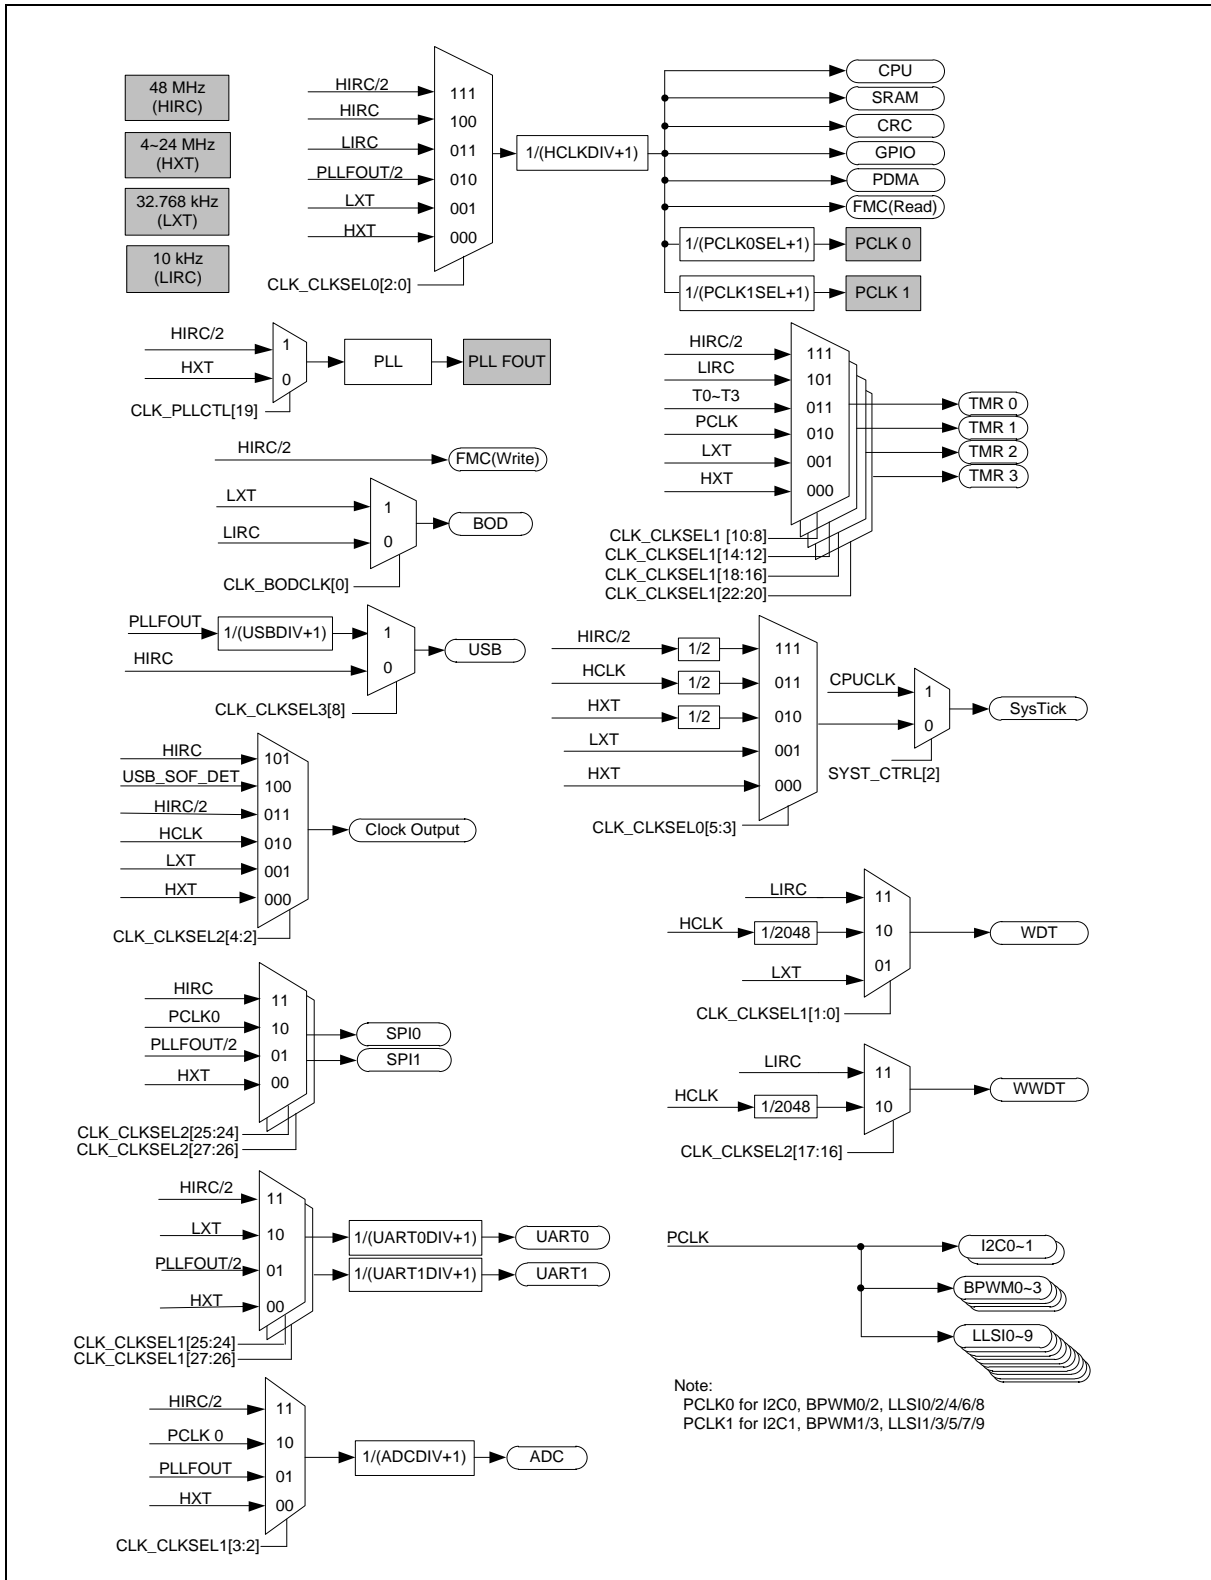 48 MHz
(HIRC)
4~24 MHz
(HXT)
32.768 kHz
(LXT)
10 kHz
(LIRC)
HIRC/2
HIRC
LIRC
PLLFOUT/2
LXT
HXT
111
100
011
010
001
000
CLK_CLKSEL0[2:0]
1/(HCLKDIV+1)
CPU
SRAM
CRC
GPIO
PDMA
FMC(Read)
1/(PCLK0SEL+1)
PCLK 0
1/(PCLK1SEL+1)
PCLK 1
HIRC/2
HXT
1
0
CLK_PLLCTL[19]
PLL
PLL FOUT
HIRC/2
LIRC
T0~T3
PCLK
LXT
HXT
111
101
011
010
001
000
TMR 0
TMR 1
TMR 2
TMR 3
CLK_CLKSEL1 [10:8]
CLK_CLKSEL1[14:12]
CLK_CLKSEL1[18:16]
CLK_CLKSEL1[22:20]
HIRC/2
FMC(Write)
LXT
LIRC
1
0
BOD
CLK_BODCLK[0]
PLLFOUT
1/(USBDIV+1)
HIRC
1
0
USB
CLK_CLKSEL3[8]
HIRC/2
1/2
HCLK
1/2
HXT
1/2
LXT
HXT
111
011
010
001
000
CLK_CLKSEL0[5:3]
CPUCLK
1
0
SYST_CTRL[2]
SysTick
HIRC
USB_SOF_DET
HIRC/2
HCLK
LXT
HXT
101
100
011
010
001
000
Clock Output
CLK_CLKSEL2[4:2]
LIRC
HCLK
1/2048
LXT
11
10
01
WDT
CLK_CLKSEL1[1:0]
HIRC
PCLK0
PLLFOUT/2
HXT
11
10
01
00
SPI0
SPI1
CLK_CLKSEL2[25:24]
CLK_CLKSEL2[27:26]
LIRC
HCLK
1/2048
11
10
WWDT
CLK_CLKSEL2[17:16]
HIRC/2
LXT
PLLFOUT/2
HXT
11
10
01
00
1/(UART0DIV+1)
UART0
1/(UART1DIV+1)
UART1
CLK_CLKSEL1[25:24]
CLK_CLKSEL1[27:26]
PCLK
I2C0~1
BPWM0~3
LLSI0~9
Note:
PCLK0 for I2C0, BPWM0/2, LLSI0/2/4/6/8
PCLK1 for I2C1, BPWM1/3, LLSI1/3/5/7/9
HIRC/2
PCLK 0
PLLFOUT
HXT
11
10
01
00
1/(ADCDIV+1)
ADC
CLK_CLKSEL1[3:2]